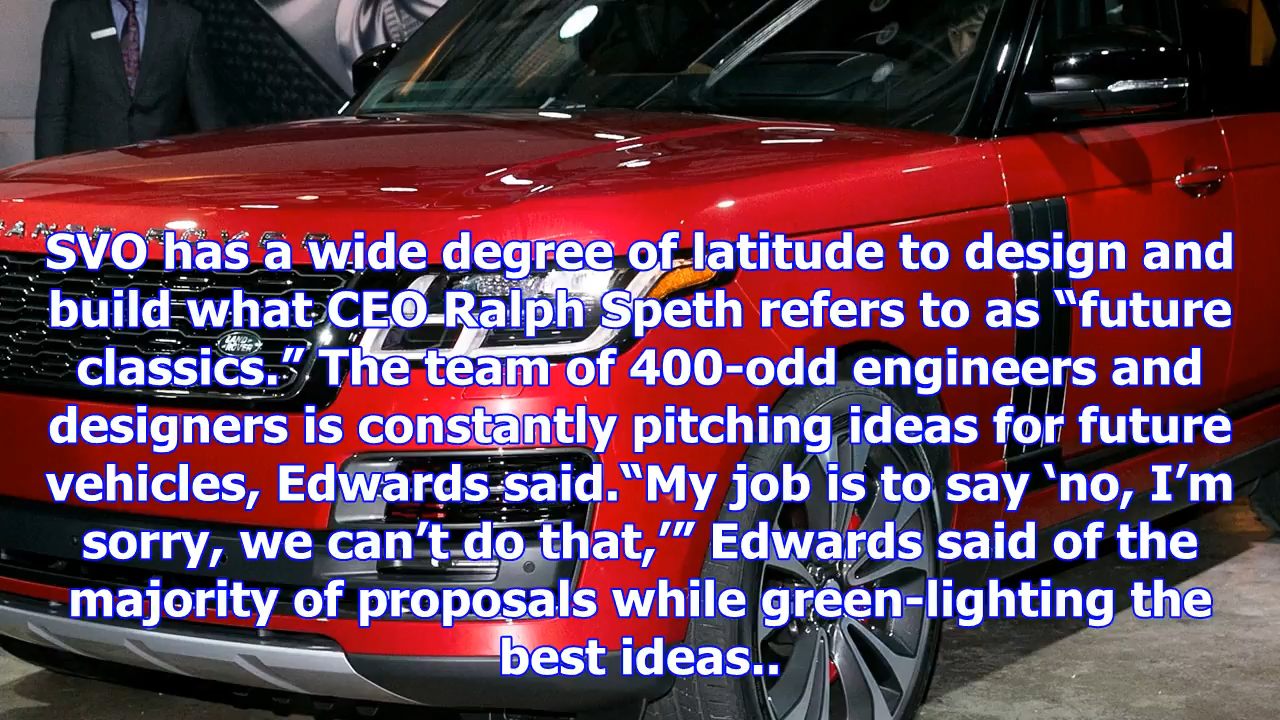 SVO has a wide degree of latitude to design and
build what CEO Ralph Speth refers to as “future
classics.” The team of 400-odd engineers and
designers is constantly pitching ideas for future
vehicles, Edwards said.“My job is to say ‘no, I’m
sorry, we can’t do that,’” Edwards said of the
majority of proposals while green-lighting the
best ideas..
LAND-
ROVER